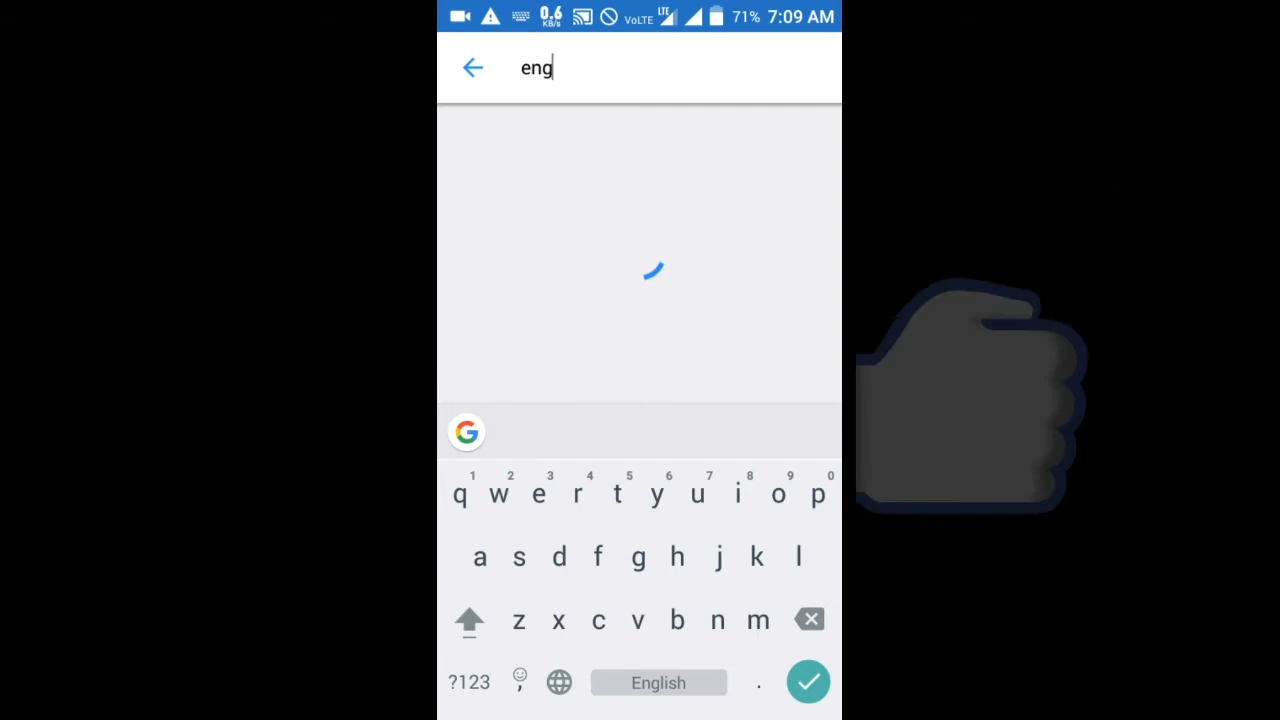 0.6 KB/s VoLTE LTE 71% 7:09 AM
eng
G
1 2 3 4 5 6 7 8 9 0
q w e r t y u i o p
a s d f g h j k l
z x c v b n m
?123 , English .